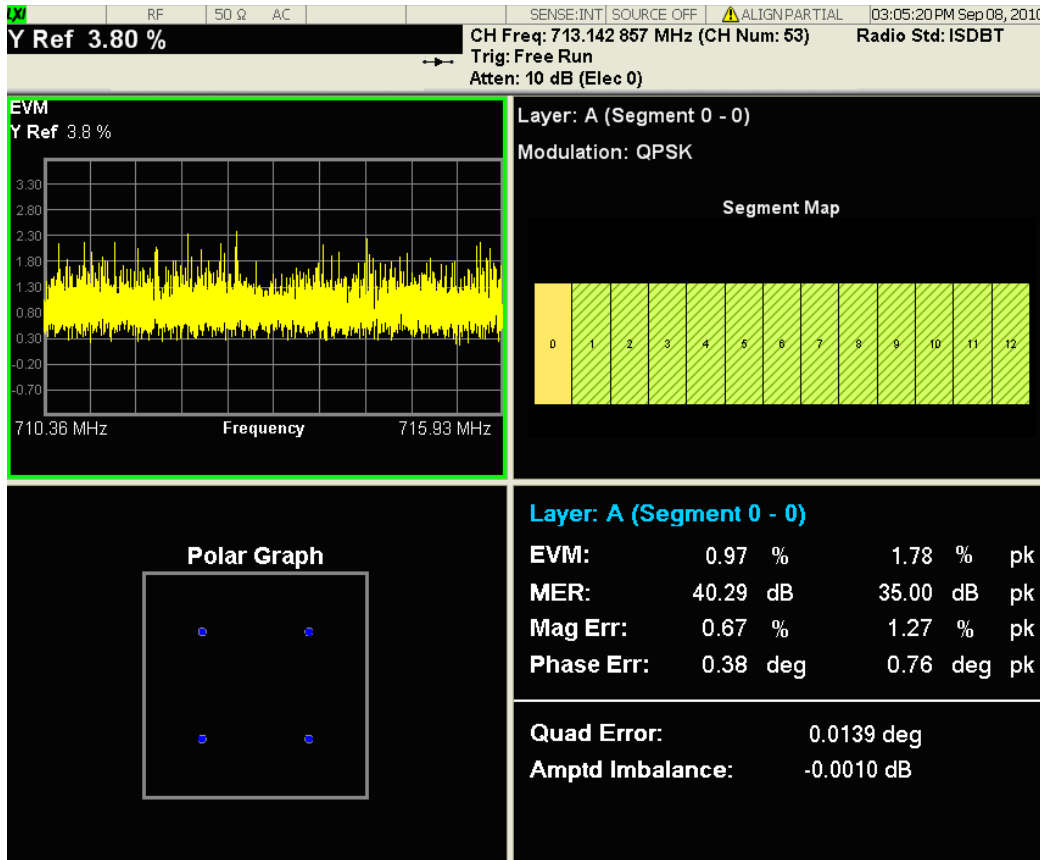 LXI RF 50 Ω AC SENSE:INT SOURCE OFF ALIGN PARTIAL 03:05:20 PM Sep 08, 2010
Y Ref 3.80 %
CH Freq: 713.142 857 MHz (CH Num: 53) Radio Std: ISDBT
Trig: Free Run
Atten: 10 dB (Elec 0)
EVM
Y Ref 3.8 %
3.30
2.80
2.30
1.80
1.30
0.80
0.30
-0.20
-0.70
710.36 MHz Frequency 715.93 MHz
Layer: A (Segment 0 - 0)
Modulation: QPSK
Segment Map
0 1 2 3 4 5 6 7 8 9 10 11 12
Polar Graph
Layer: A (Segment 0 - 0)
EVM: 0.97 % 1.78 % pk
MER: 40.29 dB 35.00 dB pk
Mag Err: 0.67 % 1.27 % pk
Phase Err: 0.38 deg 0.76 deg pk
Quad Error: 0.0139 deg
Amptd Imbalance: -0.0010 dB